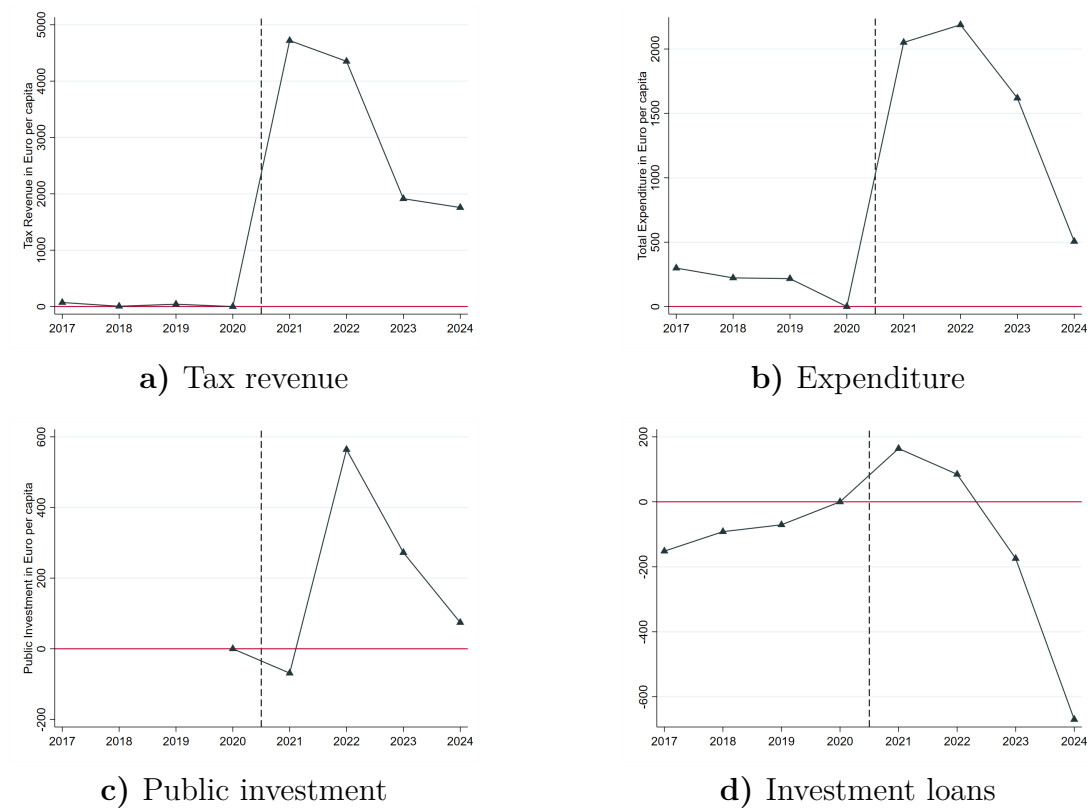 Tax Revenue in Euro per capita
5000
4000
3000
2000
1000
0
2017 2018 2019 2020 2021 2022 2023 2024
a) Tax revenue
Total Expenditure in Euro per capita
2000
1500
1000
500
0
2017 2018 2019 2020 2021 2022 2023 2024
b) Expenditure
Public Investment in Euro per capita
600
400
200
0
-200
2017 2018 2019 2020 2021 2022 2023 2024
c) Public investment
200
0
-200
-400
-600
2017 2018 2019 2020 2021 2022 2023 2024
d) Investment loans